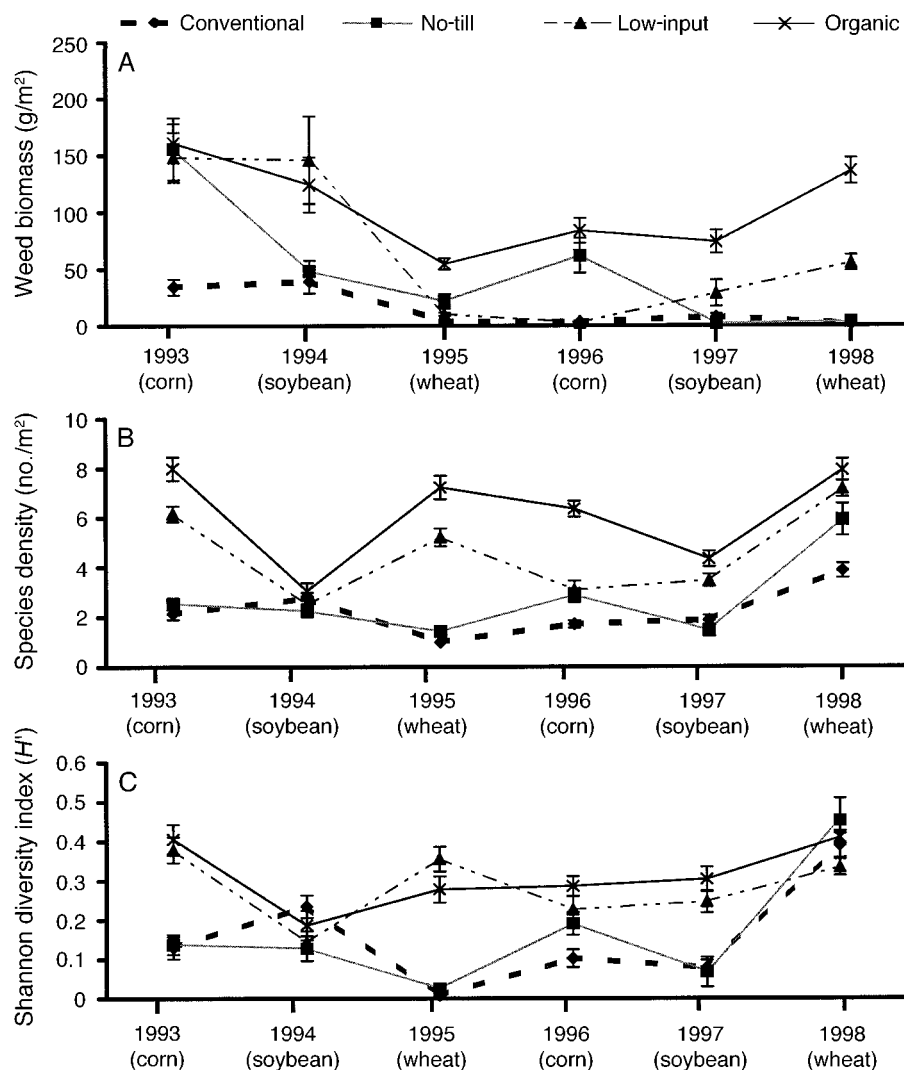 Conventional No-till Low-input Organic
A
Weed biomass (g/m²)
250
200
150
100
50
0
1993 1994 1995 1996 1997 1998
(corn) (soybean) (wheat) (corn) (soybean) (wheat)
B
Species density (no./m²)
10
8
6
4
2
0
1993 1994 1995 1996 1997 1998
(corn) (soybean) (wheat) (corn) (soybean) (wheat)
C
Shannon diversity index (H')
0.6
0.5
0.4
0.3
0.2
0.1
0
1993 1994 1995 1996 1997 1998
(corn) (soybean) (wheat) (corn) (soybean) (wheat)